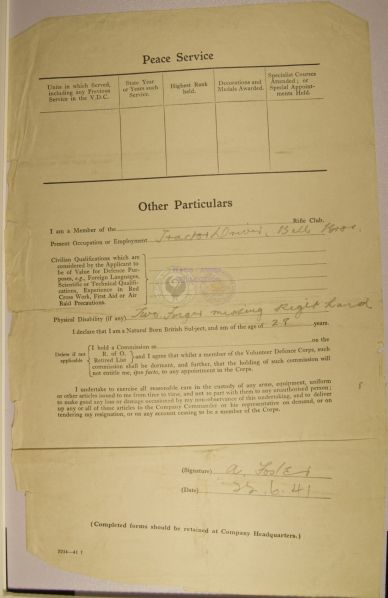 Peace Service
Units in which Served, including any Previous Service in the V.D.C.
State Year or Years such Service.
Highest Rank held.
Decorations and Medals Awarded.
Specialist Courses Attended; or Special Appointments Held.
Other Particulars
I am a Member of the Rifle Club.
Present Occupation or Employment Tractor Driver, Bell Bros.
Civilian Qualifications which are
considered by the Applicant to
be of Value for Defence Pur-
poses, e.g., Foreign Languages,
Scientific or Technical Qualifi-
cations, Experience in Red
Cross Work, First Aid or Air
Raid Precautions.
Physical Disability (if any) Two Fingers missing Right hand
I declare that I am a Natural Born British Subject, and am of the age of 28 years.
Delete if not applicable
I hold a Commission as on the
R. of O.
Retired List
and I agree that whilst a member of the Volunteer Defence Corps, such
commission shall be dormant, and further, that the holding of such commission will
not entitle me, ipso facto, to any appointment in the Corps.
I undertake to exercise all reasonable care in the custody of any arms, equipment, uniform
or other articles issued to me from time to time, and not to part with them to any unauthorised person;
to make good any loss or damage occasioned by my non-observance of this undertaking, and to deliver
up any or all of these articles to the Company Commander or his representative on demand, or on
tendering my resignation, or on any account ceasing to be a member of the Corps.
(Signature) A. Foster
(Date) 25.6.41
(Completed forms should be retained at Company Headquarters.)